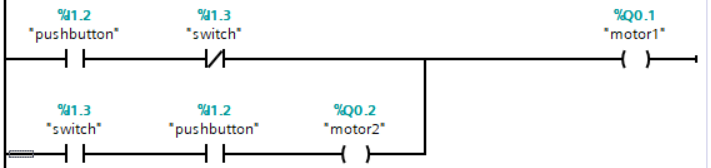 %I1.2 %I1.3 %Q0.1
"pushbutton" "switch" "motor1"
%I1.3 %I1.2 %Q0.2
"switch" "pushbutton" "motor2"